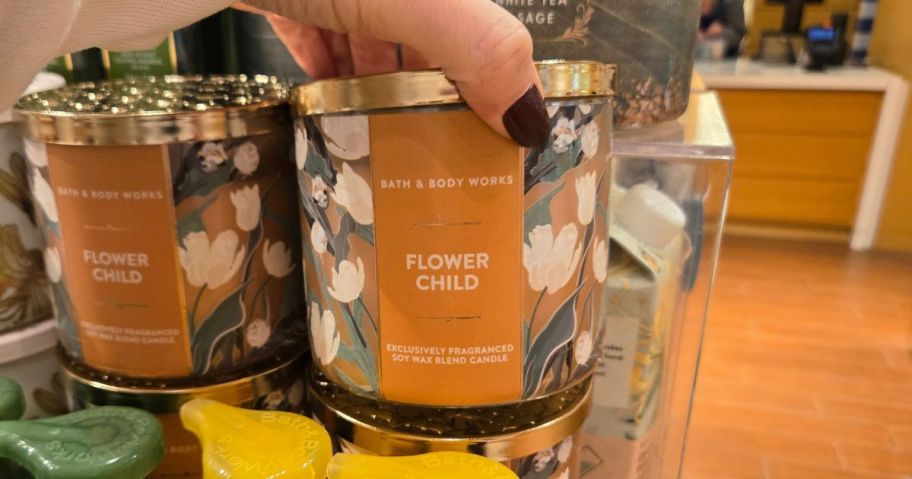 WHITE TEA
SAGE
BATH & BODY WORKS
FLOWER
CHILD
EXCLUSIVELY FRAGRANCED
SOY WAX BLEND CANDLE
BATH & BODY WORKS
FLOWER
CHILD
EXCLUSIVELY FRAGRANCED
SOY WAX BLEND CANDLE